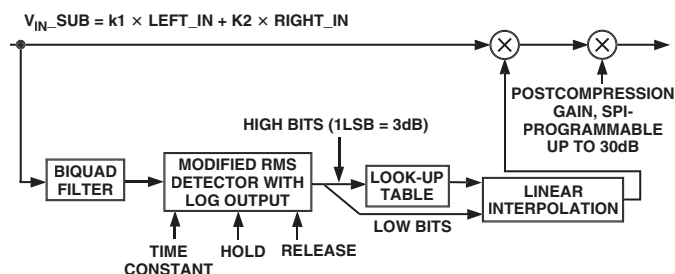 VIN_SUB = k1 × LEFT_IN + K2 × RIGHT_IN
×
×
POSTCOMPRESSION
GAIN, SPI-
PROGRAMMABLE
UP TO 30dB
HIGH BITS (1LSB = 3dB)
BIQUAD
FILTER
MODIFIED RMS
DETECTOR WITH
LOG OUTPUT
LOOK-UP
TABLE
LINEAR
INTERPOLATION
LOW BITS
TIME
CONSTANT
HOLD
RELEASE